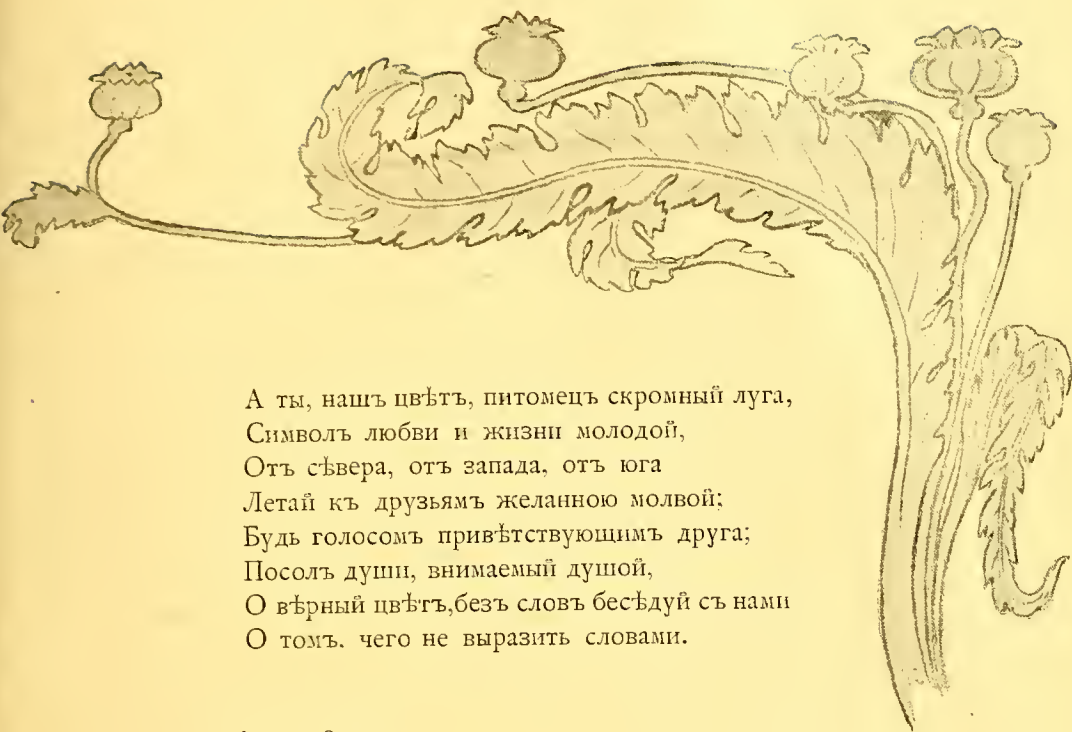 А ты, нашъ цвѣтъ, питомецъ скромный луга,
Символъ любви и жизни молодой,
Отъ сѣвера, отъ запада, отъ юга
Летай къ друзьямъ желанною молвой;
Будь голосомъ привѣтствующимъ друга;
Посолъ души, внимаемый душой,
О вѣрный цвѣтъ,безъ словъ бесѣдуй съ нами
О томъ. чего не выразить словами.